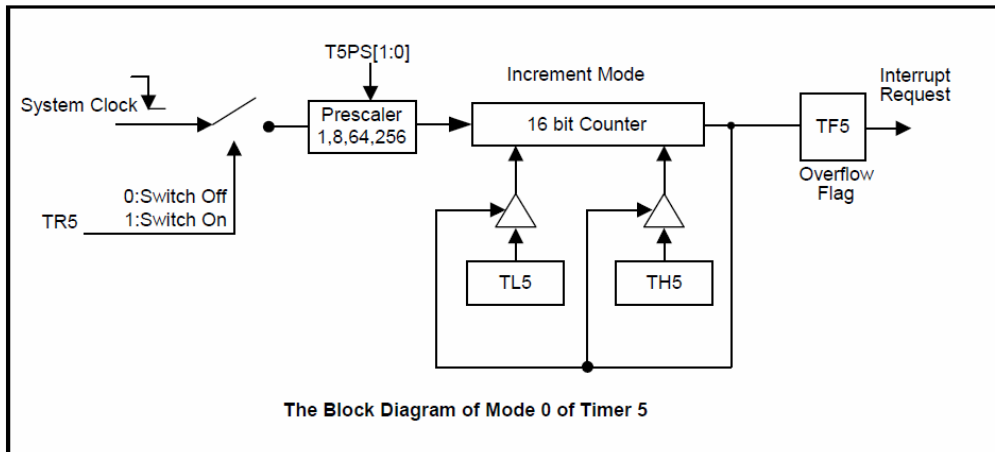 T5PS[1:0]
Increment Mode
Interrupt
Request
System Clock
Prescaler
1,8,64,256
16 bit Counter
TF5
Overflow
Flag
0:Switch Off
1:Switch On
TR5
TL5
TH5
The Block Diagram of Mode 0 of Timer 5